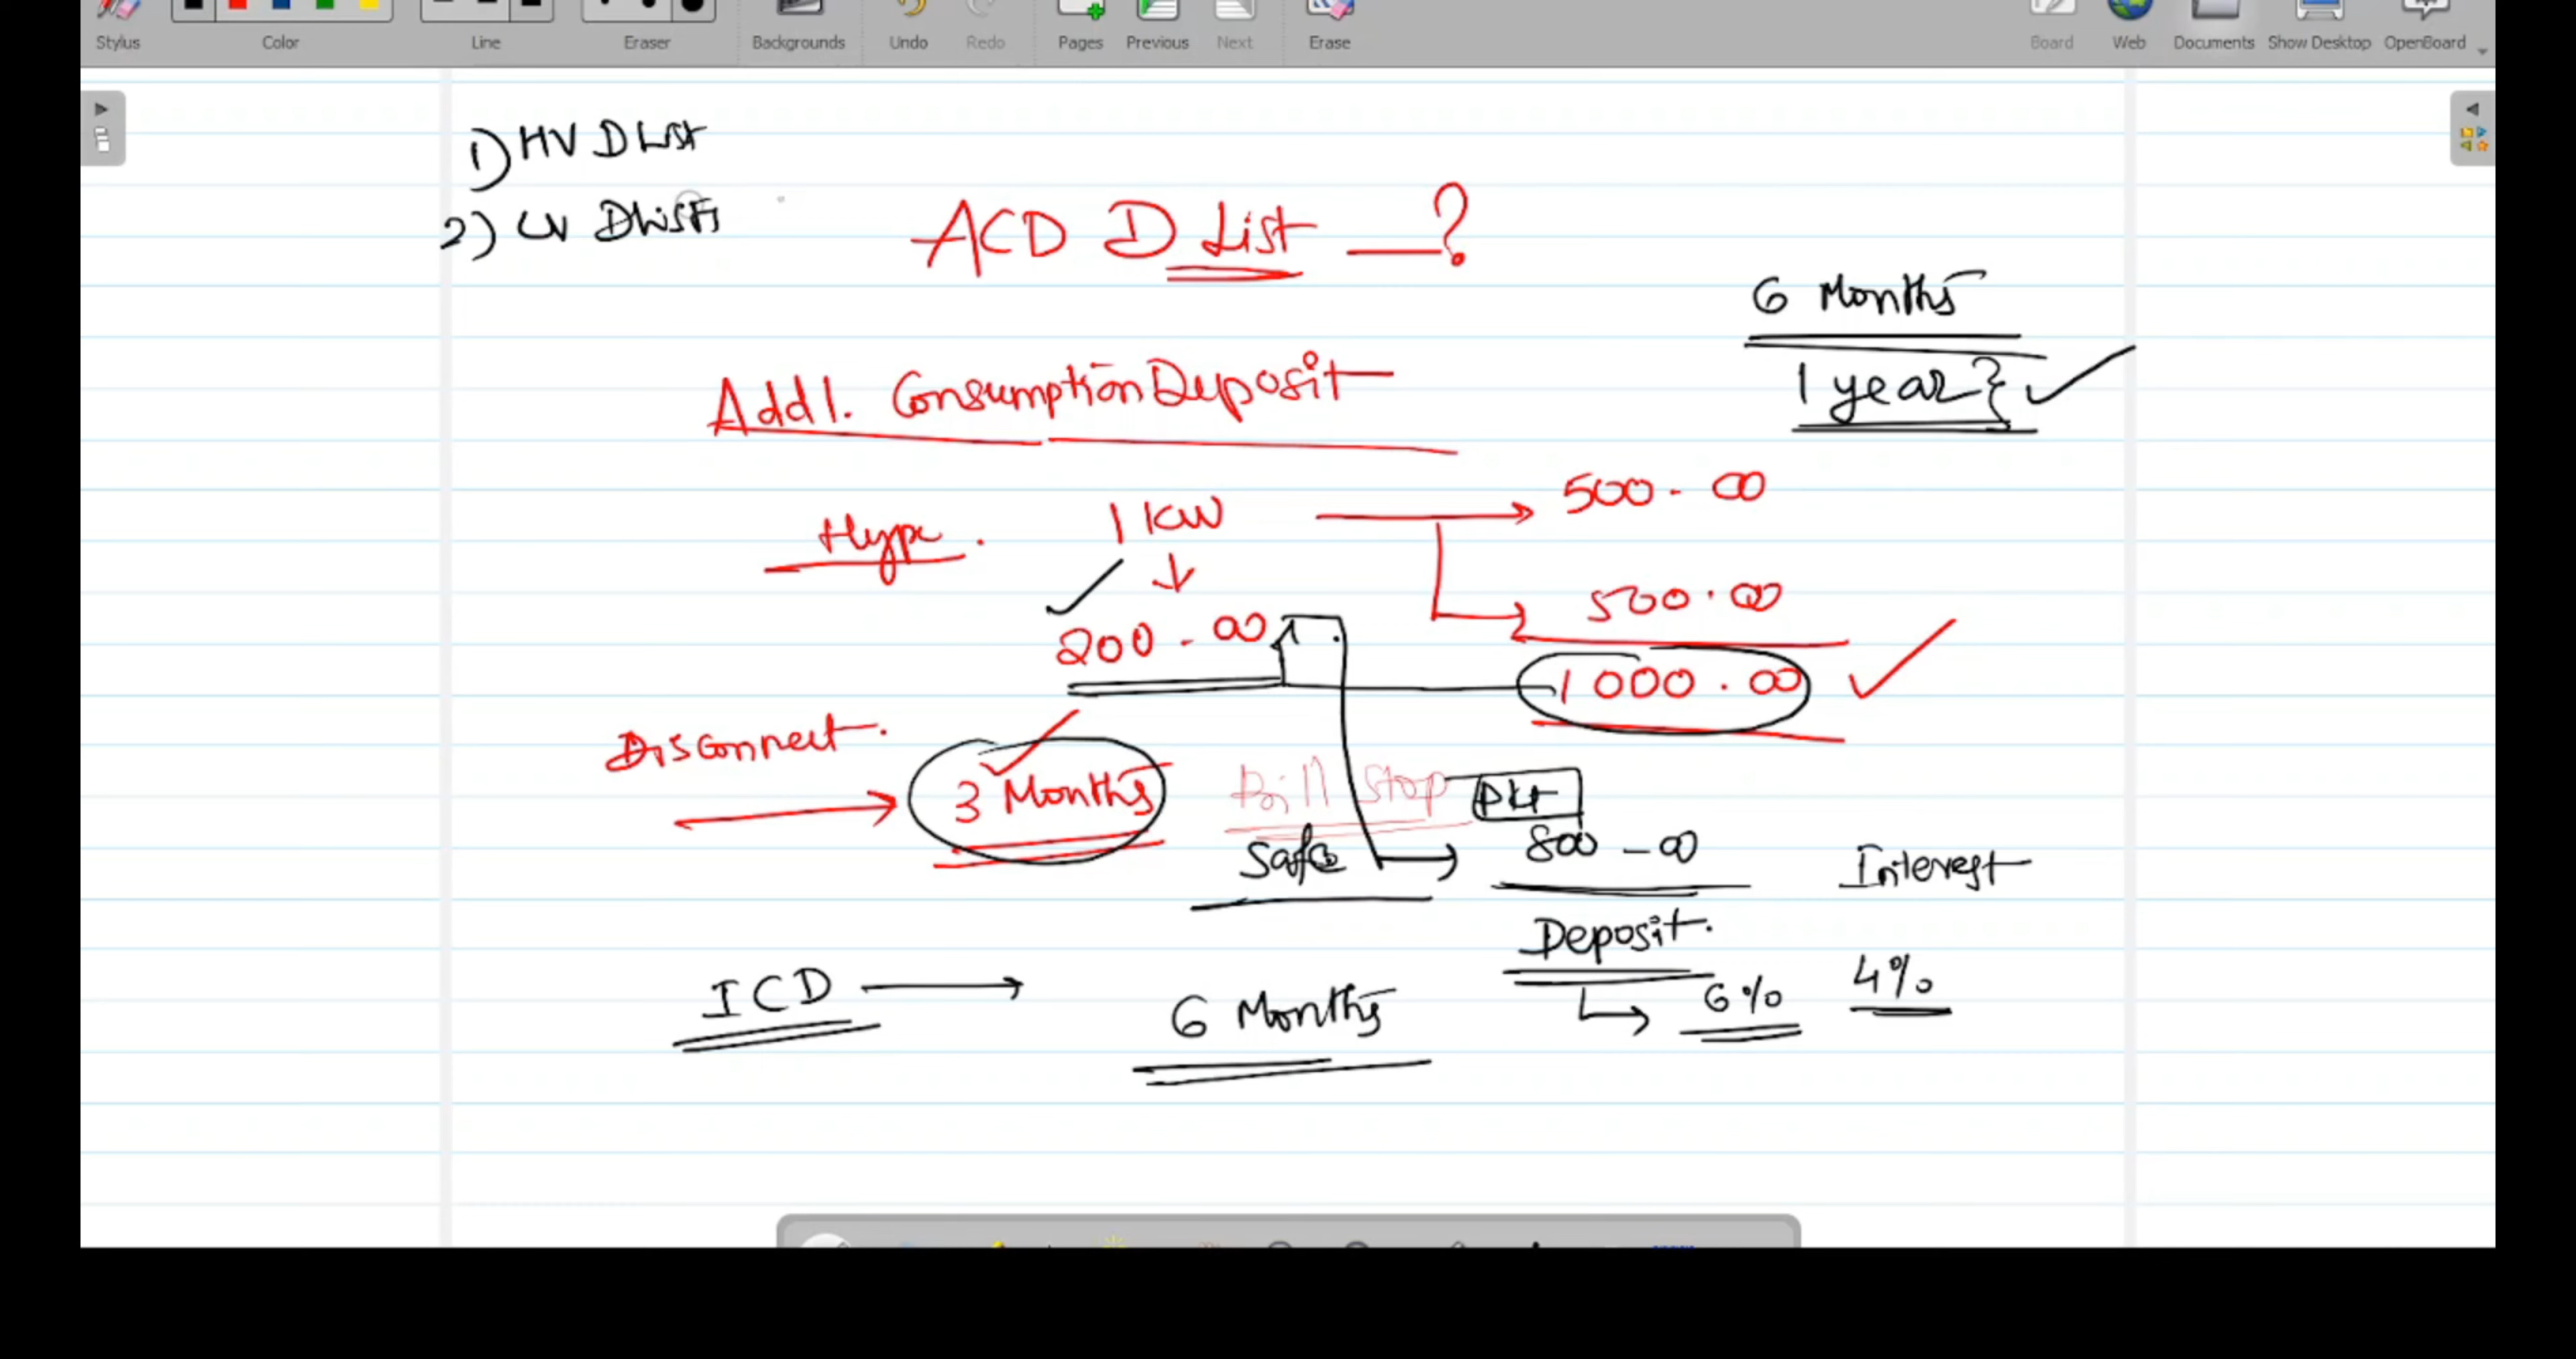 Stylus Color Line Eraser Backgrounds Undo Redo Pages Previous Next Erase Board Web Documents Show Desktop OpenBoard
1) HV D List
2) LV D Lists
ACD D List —?
6 Months
1 year }
Addl. Consumption Deposit
Hype. 1 KW → 500.00
500.00
200.00
1000.00
Disconnect.
3 Months
Bill Stop
Safe
800-00
Interest
Deposit.
ICD →
6 Months
6%
4%